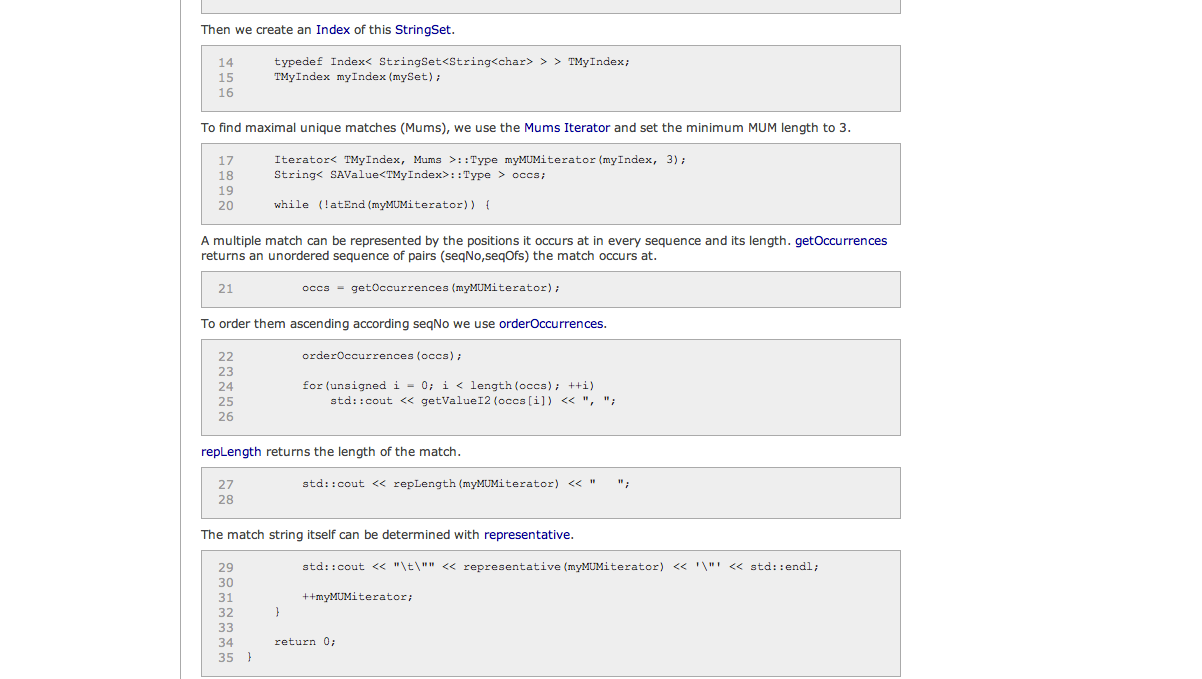 Then we create an Index of this StringSet.
14     typedef Index< StringSet<String<char> > > TMyIndex;
15     TMyIndex myIndex(mySet);
16
To find maximal unique matches (Mums), we use the Mums Iterator and set the minimum MUM length to 3.
17     Iterator< TMyIndex, Mums >::Type myMUMiterator(myIndex, 3);
18     String< SAValue<TMyIndex>::Type > occs;
19
20     while (!atEnd(myMUMiterator)) {
A multiple match can be represented by the positions it occurs at in every sequence and its length. getOccurrences
returns an unordered sequence of pairs (seqNo,seqOfs) the match occurs at.
21         occs = getOccurrences(myMUMiterator);
To order them ascending according seqNo we use orderOccurrences.
22         orderOccurrences(occs);
23
24         for(unsigned i = 0; i < length(occs); ++i)
25             std::cout << getValueI2(occs[i]) << ", ";
26
repLength returns the length of the match.
27         std::cout << repLength(myMUMiterator) << "   ";
28
The match string itself can be determined with representative.
29         std::cout << "\t\"" << representative(myMUMiterator) << '\"' << std::endl;
30
31         ++myMUMiterator;
32     }
33
34     return 0;
35 }